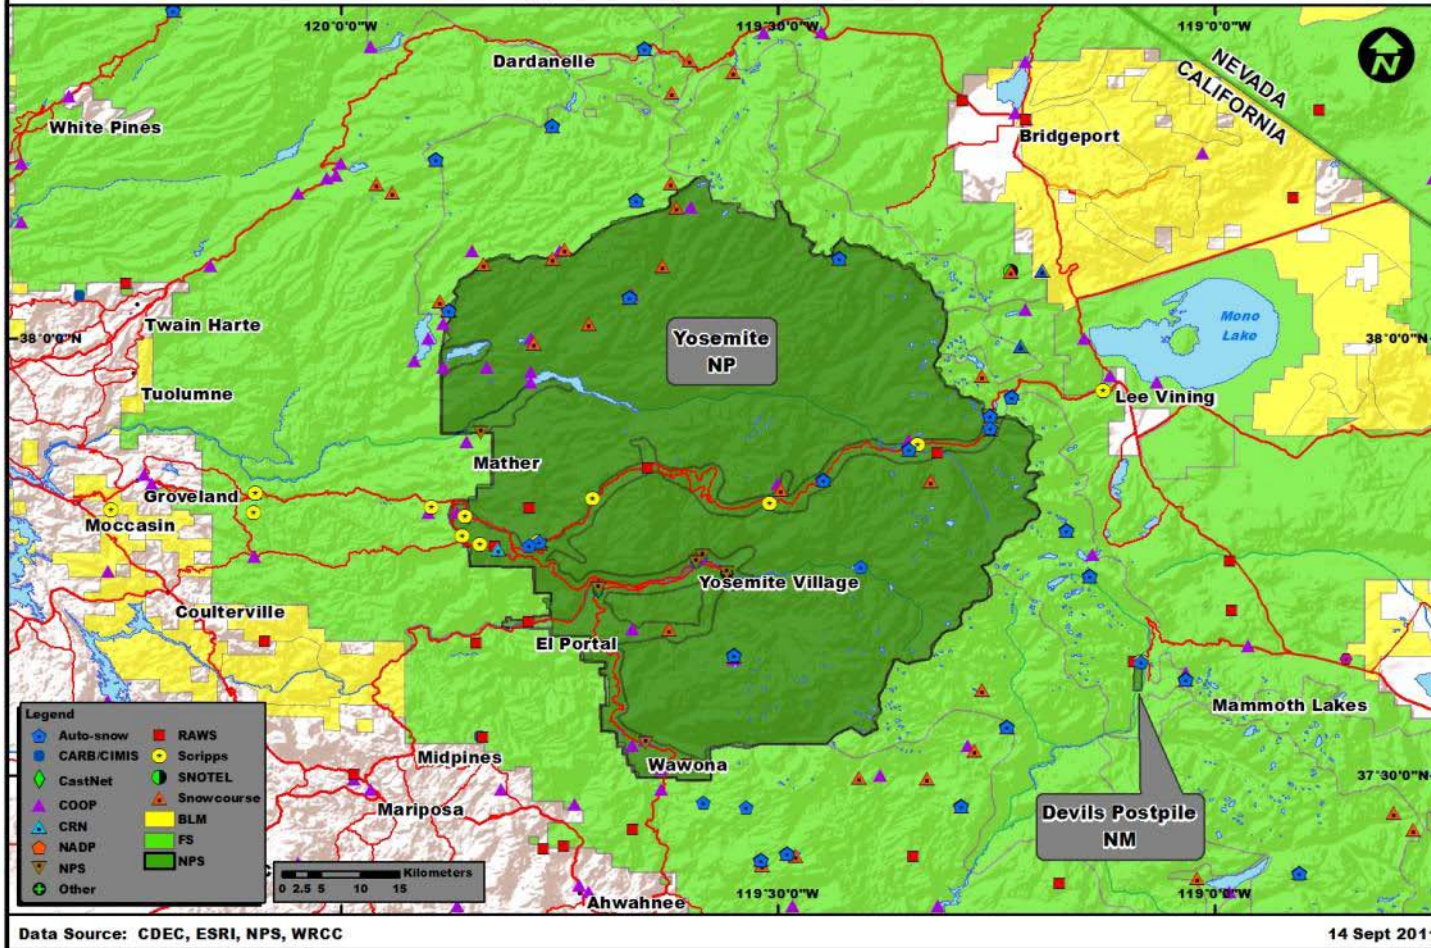 120°0'0"W
119°30'0"W
119°0'0"W
Dardanelle
NEVADA
CALIFORNIA
N
White Pines
Bridgeport
Twain Harte
Yosemite
NP
Mono
Lake
38°0'0"N
38°0'0"N
Tuolumne
Lee Vining
Mather
Groveland
Moccasin
Yosemite Village
Coulterville
El Portal
Mammoth Lakes
Legend
Auto-snow
CARB/CIMIS
CastNet
COOP
CRN
NADP
NPS
Other
RAWS
Scripps
SNOTEL
Snowcourse
BLM
FS
NPS
Midpines
Wawona
37°30'0"N
Mariposa
Devils Postpile
NM
Kilometers
0 2.5 5 10 15
119°30'0"W
119°0'0"W
Ahwahnee
Data Source: CDEC, ESRI, NPS, WRCC
14 Sept 201